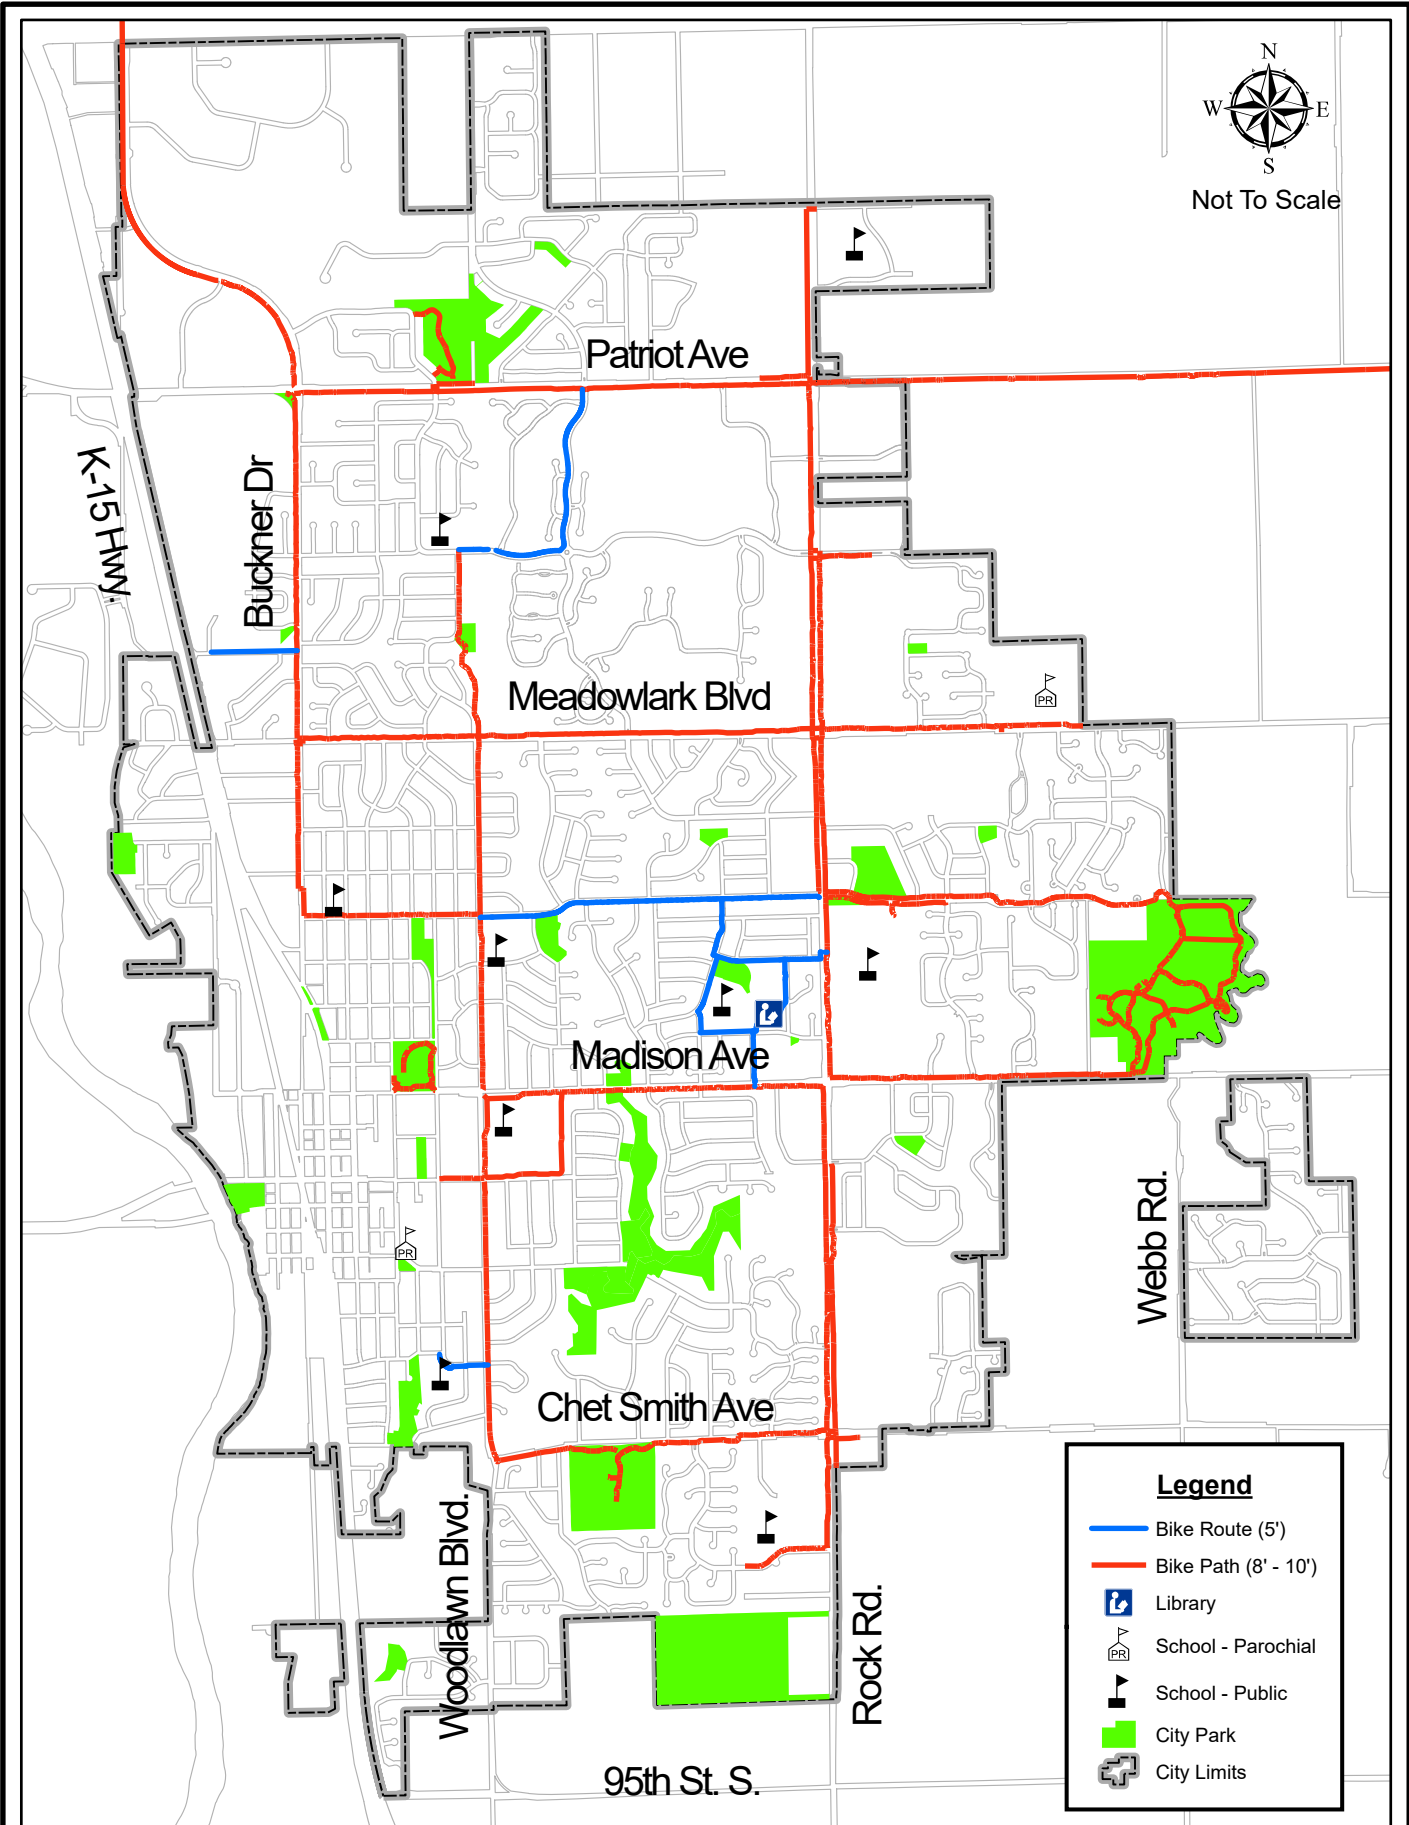 N
W E
S
Not To Scale
Patriot Ave
K-15 Hwy.
Buckner Dr
Meadowlark Blvd
PR
Madison Ave
Webb Rd.
PR
Chet Smith Ave
Woodlawn Blvd.
Rock Rd.
95th St. S.
Legend
Bike Route (5')
Bike Path (8' - 10')
Library
PR School - Parochial
School - Public
City Park
City Limits